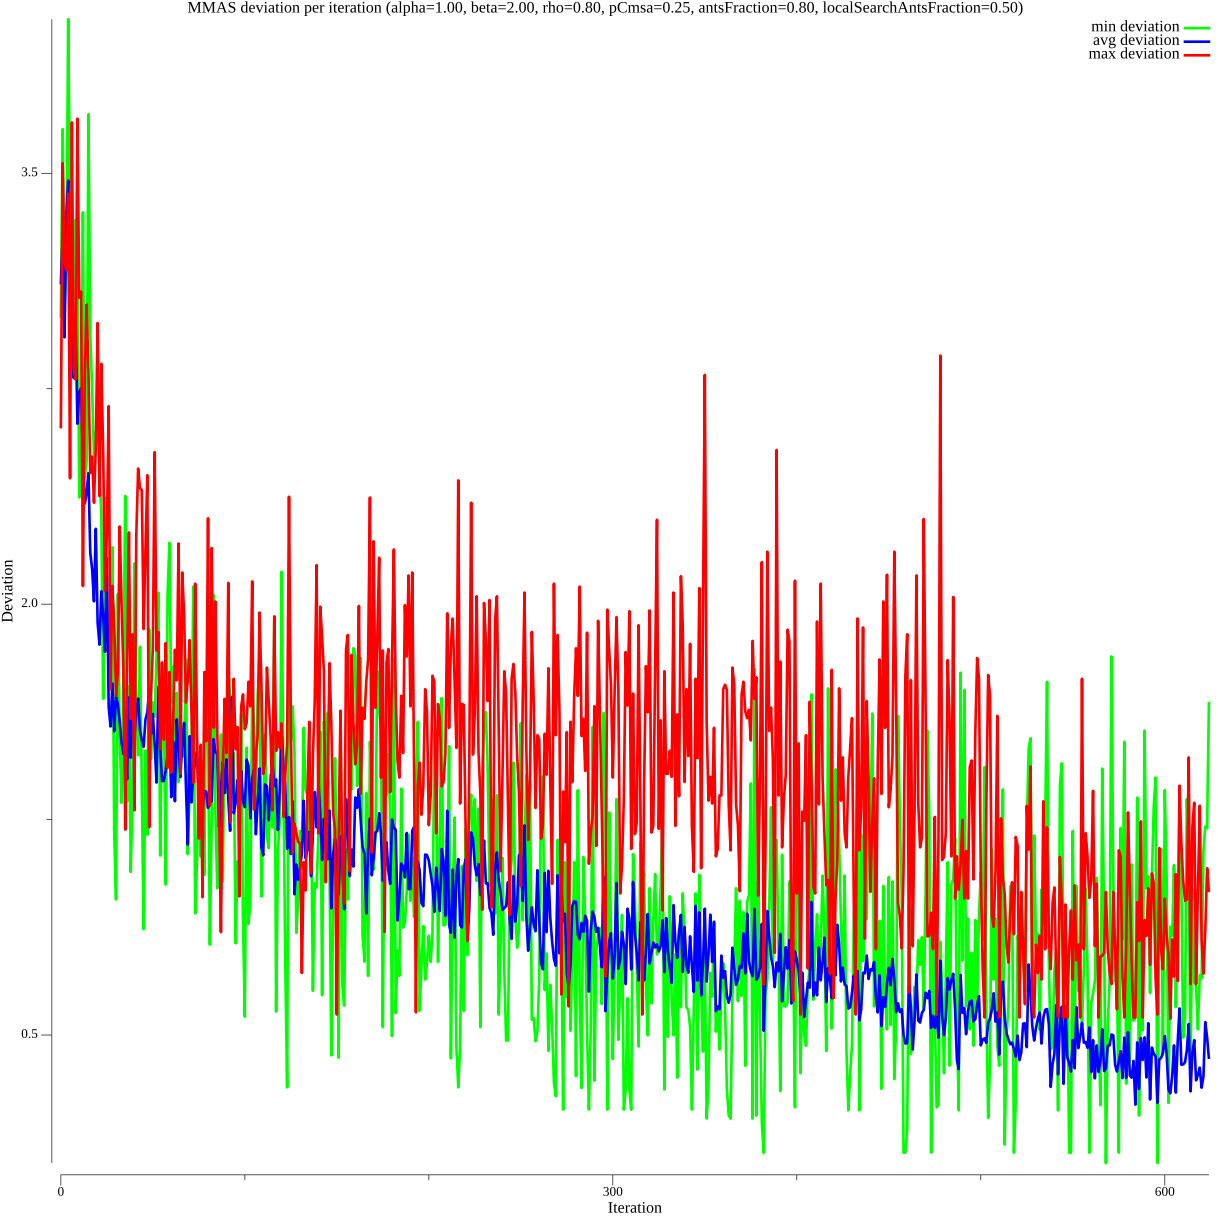 MMAS deviation per iteration (alpha=1.00, beta=2.00, rho=0.80, pCmsa=0.25, antsFraction=0.80, localSearchAntsFraction=0.50)
min deviation
avg deviation
max deviation
3.5
2.0
0.5
Deviation
0
300
600
Iteration